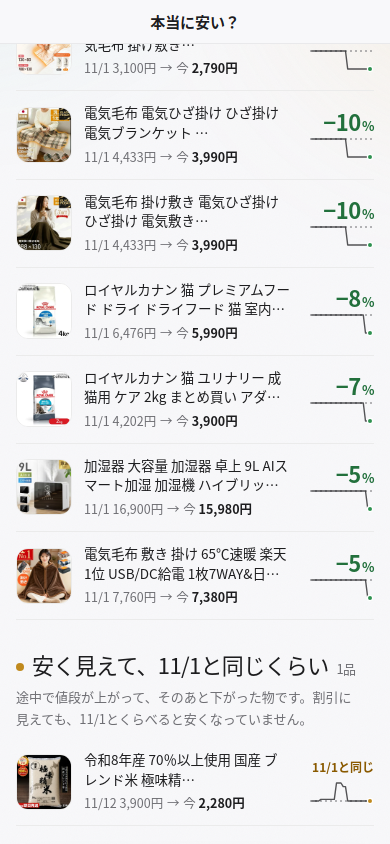 本当に安い？
気毛布 掛け敷き…
11/1 3,100円 → 今 2,790円
電気毛布 電気ひざ掛け ひざ掛け
電気ブランケット …
11/1 4,433円 → 今 3,990円
−10%
電気毛布 掛け敷き 電気ひざ掛け
ひざ掛け 電気敷き…
11/1 4,433円 → 今 3,990円
−10%
ロイヤルカナン 猫 プレミアムフー
ド ドライ ドライフード 猫 室内…
11/1 6,476円 → 今 5,990円
−8%
4kg
ロイヤルカナン 猫 ユリナリー 成
猫用 ケア 2kg まとめ買い アダ…
11/1 4,202円 → 今 3,900円
−7%
加湿器 大容量 加湿器 卓上 9L AIス
マート加湿 加湿機 ハイブリッ…
11/1 16,900円 → 今 15,980円
−5%
9L
電気毛布 敷き 掛け 65℃速暖 楽天
1位 USB/DC給電 1枚7WAY&日…
11/1 7,760円 → 今 7,380円
−5%
安く見えて、11/1と同じくらい 1品
途中で値段が上がって、そのあと下がった物です。割引に
見えても、11/1とくらべると安くなっていません。
令和8年産 70%以上使用 国産 ブ
レンド米 極味精…
11/12 3,900円 → 今 2,280円
11/1と同じ